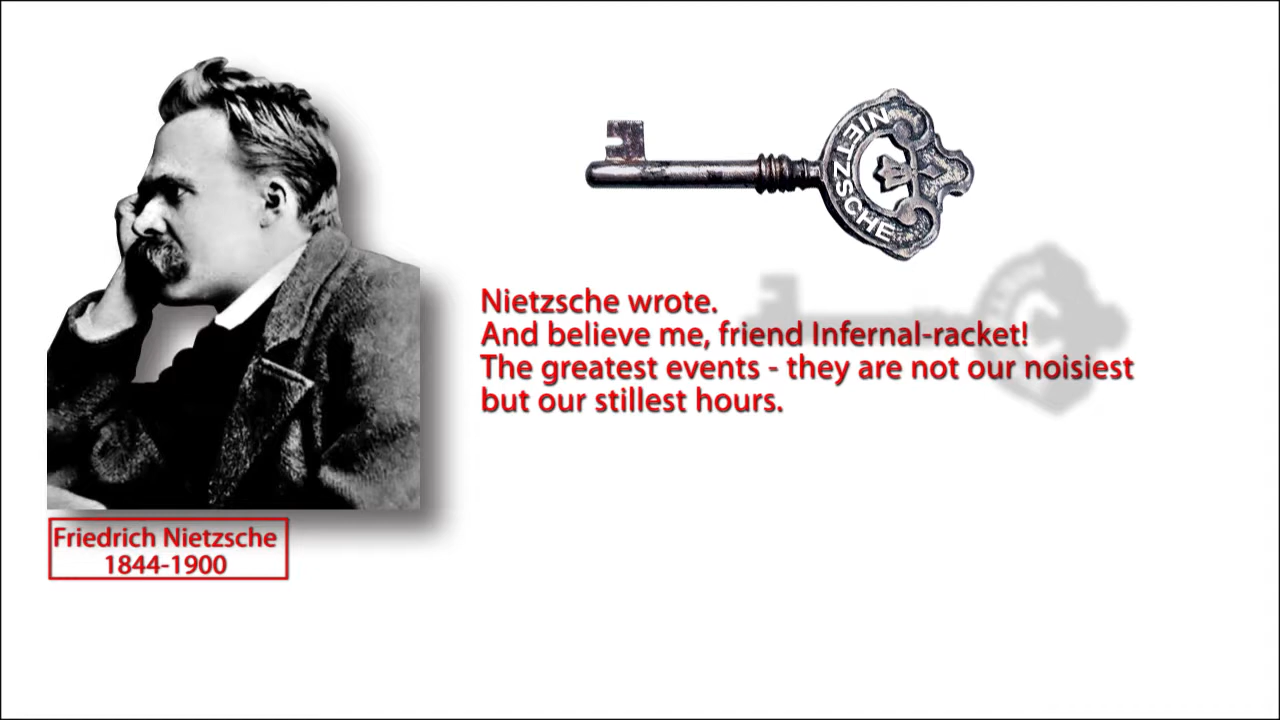 NIETZSCHE
Nietzsche wrote.
And believe me, friend Infernal-racket!
The greatest events - they are not our noisiest
but our stillest hours.
Friedrich Nietzsche
1844-1900